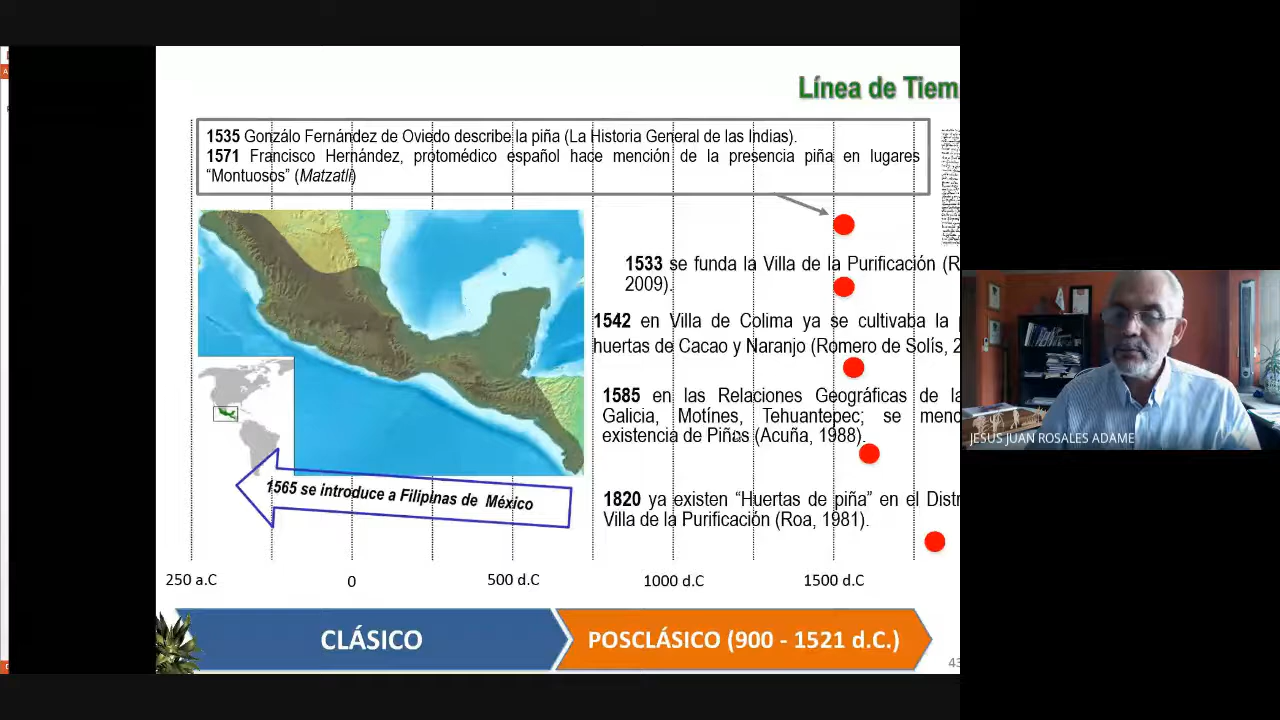 Línea de Tiem
1535 Gonzálo Fernández de Oviedo describe la piña (La Historia General de las Indias).
1571 Francisco Hernández, protomédico español hace mención de la presencia piña en lugares
“Montuosos” (Matzatli)
1533 se funda la Villa de la Purificación (R
2009).
1542 en Villa de Colima ya se cultivaba la
huertas de Cacao y Naranjo (Romero de Solís, 2
1585 en las Relaciones Geográficas de la
Galicia, Motínes, Tehuantepec; se menc
existencia de Piñas (Acuña, 1988).
1565 se introduce a Filipinas de México
1820 ya existen “Huertas de piña” en el Distr
Villa de la Purificación (Roa, 1981).
250 a.C 0 500 d.C 1000 d.C 1500 d.C
CLÁSICO
POSCLÁSICO (900 - 1521 d.C.)
43
JESUS JUAN ROSALES ADAME